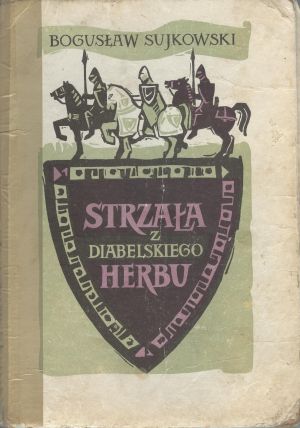 BOGUSŁAW SUJKOWSKI
STRZAŁA
Z
DIABELSKIEGO
HERBU